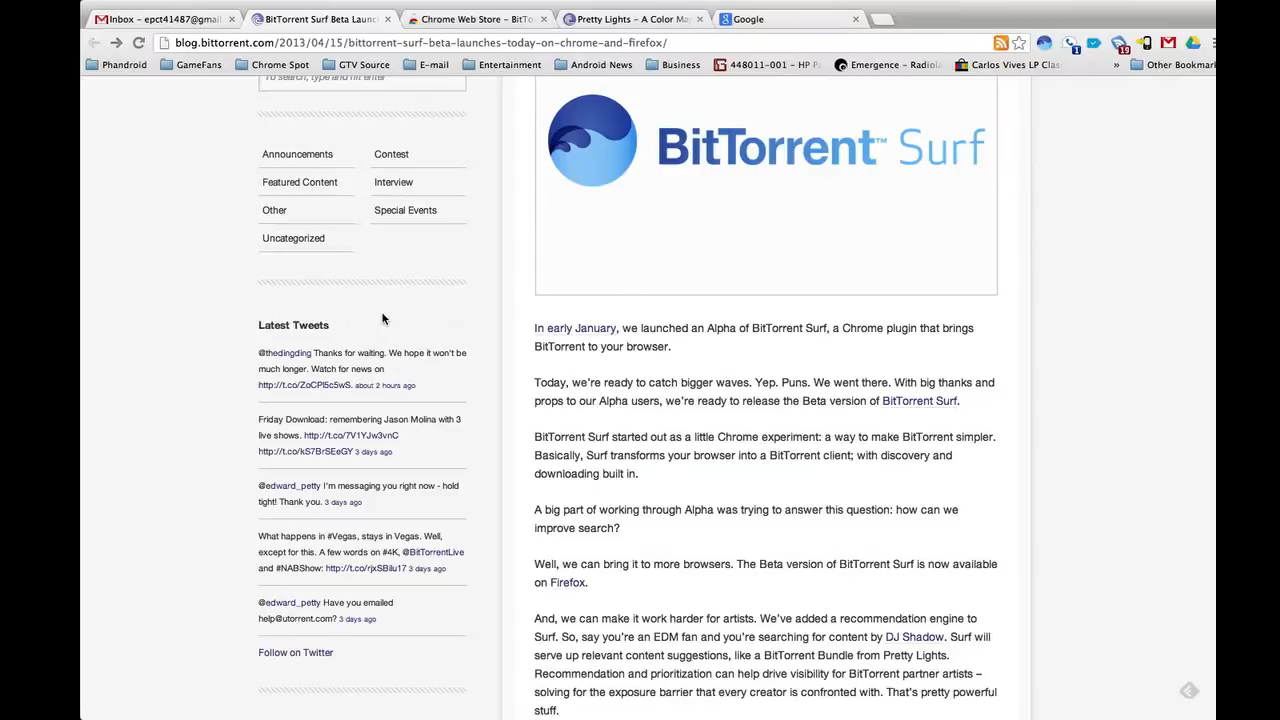 Inbox - epct41487@gmail
BitTorrent Surf Beta Launc
Chrome Web Store - BitTo
Pretty Lights – A Color Ma
Google
blog.bittorrent.com/2013/04/15/bittorrent-surf-beta-launches-today-on-chrome-and-firefox/
1
19
Phandroid
GameFans
Chrome Spot
GTV Source
E-mail
Entertainment
Android News
Business
448011-001 - HP P
Emergence - Radiol
Carlos Vives LP Clas
»
Other Bookmar
To search, type and hit enter
Announcements
Contest
Featured Content
Interview
Other
Special Events
Uncategorized
Latest Tweets
@thedingding Thanks for waiting. We hope it won't be
much longer. Watch for news on
http://t.co/ZoCPl5c5wS. about 2 hours ago
Friday Download: remembering Jason Molina with 3
live shows. http://t.co/7V1YJw3vnC
http://t.co/kS7BrSEeGY 3 days ago
@edward_petty I'm messaging you right now - hold
tight! Thank you. 3 days ago
What happens in #Vegas, stays in Vegas. Well,
except for this. A few words on #4K, @BitTorrentLive
and #NABShow: http://t.co/rjxSBilu17 3 days ago
@edward_petty Have you emailed
help@utorrent.com? 3 days ago
Follow on Twitter
BitTorrent™ Surf
In early January, we launched an Alpha of BitTorrent Surf, a Chrome plugin that brings
BitTorrent to your browser.
Today, we're ready to catch bigger waves. Yep. Puns. We went there. With big thanks and
props to our Alpha users, we're ready to release the Beta version of BitTorrent Surf.
BitTorrent Surf started out as a little Chrome experiment: a way to make BitTorrent simpler.
Basically, Surf transforms your browser into a BitTorrent client; with discovery and
downloading built in.
A big part of working through Alpha was trying to answer this question: how can we
improve search?
Well, we can bring it to more browsers. The Beta version of BitTorrent Surf is now available
on Firefox.
And, we can make it work harder for artists. We've added a recommendation engine to
Surf. So, say you're an EDM fan and you're searching for content by DJ Shadow. Surf will
serve up relevant content suggestions, like a BitTorrent Bundle from Pretty Lights.
Recommendation and prioritization can help drive visibility for BitTorrent partner artists –
solving for the exposure barrier that every creator is confronted with. That's pretty powerful
stuff.